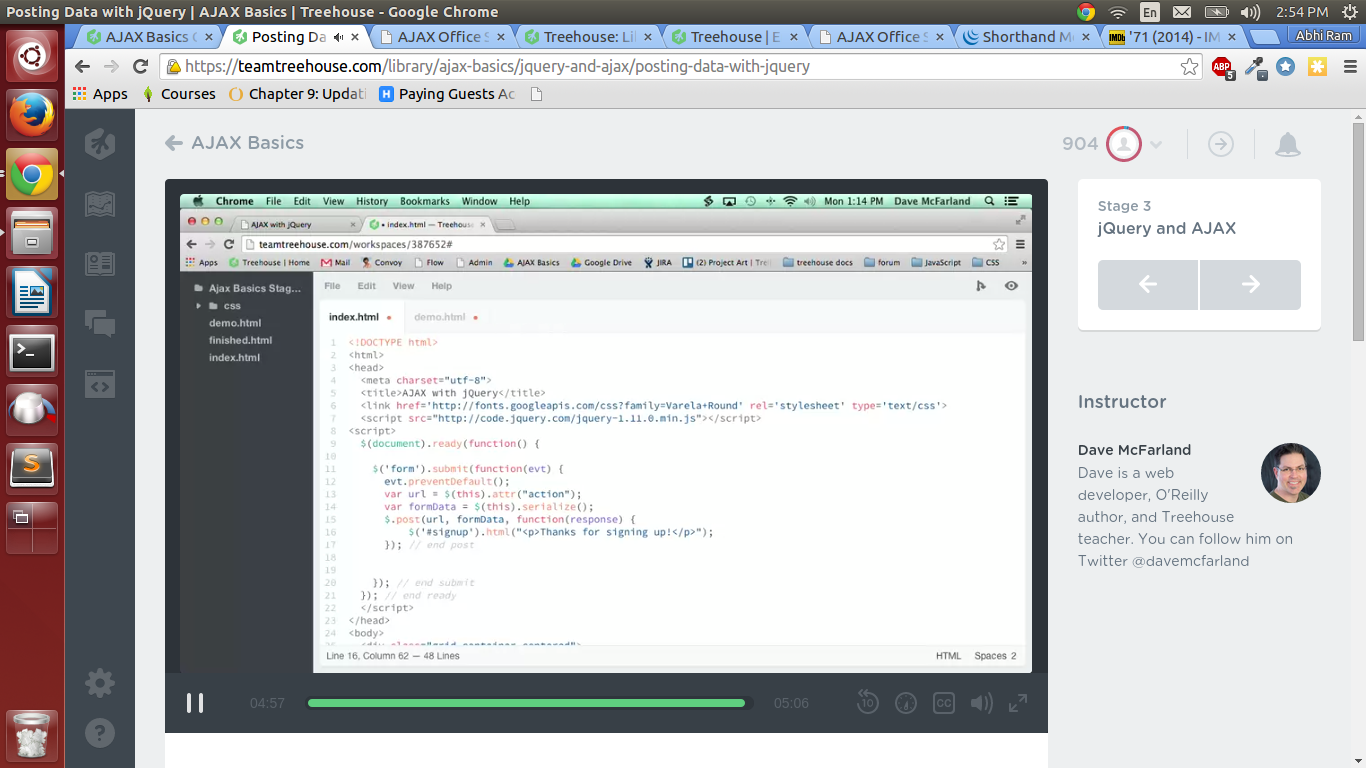 Posting Data with jQuery | AJAX Basics | Treehouse - Google Chrome
En
2:54 PM
AJAX Basics
Posting Da
AJAX Office S
Treehouse: Li
Treehouse | E
AJAX Office S
Shorthand M
IMDb
'71 (2014) - IM
Abhi Ram
https://teamtreehouse.com/library/ajax-basics/jquery-and-ajax/posting-data-with-jquery
ABP
5
Apps
Courses
Chapter 9: Updati
H
Paying Guests Ac
AJAX Basics
904
Chrome File Edit View History Bookmarks Window Help
Mon 1:14 PM Dave McFarland
AJAX with jQuery
• index.html — Treehous
teamtreehouse.com/workspaces/387652#
Apps Treehouse | Home Mail Convoy Flow Admin AJAX Basics Google Drive JIRA (2) Project Art | Trel treehouse docs forum JavaScript CSS »
Ajax Basics Stag...
css
demo.html
finished.html
index.html
File Edit View Help
index.html
demo.html
1 <!DOCTYPE html>
2 <html>
3 <head>
4 <meta charset="utf-8">
5 <title>AJAX with jQuery</title>
6 <link href='http://fonts.googleapis.com/css?family=Varela+Round' rel='stylesheet' type='text/css'>
7 <script src="http://code.jquery.com/jquery-1.11.0.min.js"></script>
8 <script>
9 $(document).ready(function() {
10
11 $('form').submit(function(evt) {
12 evt.preventDefault();
13 var url = $(this).attr("action");
14 var formData = $(this).serialize();
15 $.post(url, formData, function(response) {
16 $('#signup').html("<p>Thanks for signing up!</p>");
17 }); // end post
18
19
20 }); // end submit
21 }); // end ready
22 </script>
23 </head>
24 <body>
Line 16, Column 62 — 48 Lines
HTML Spaces 2
04:57
05:06
10
CC
Stage 3
jQuery and AJAX
Instructor
Dave McFarland
Dave is a web
developer, O'Reilly
author, and Treehouse
teacher. You can follow him on
Twitter @davemcfarland